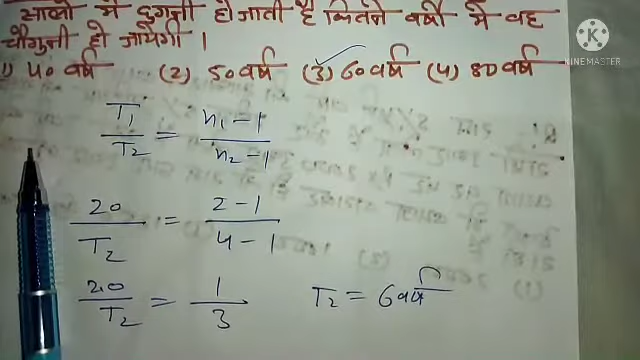 सालो में दुगनी हो जाती है कितने वर्षो में वह
चौगुनी हो जायेगी ।
1) 40 वर्ष (2) 50 वर्ष (3) 60 वर्ष (4) 80 वर्ष
KINEMASTER
T₁/T₂ = n₁-1/n₂-1
20/T₂ = 2-1/4-1
20/T₂ = 1/3 T₂ = 60 वर्ष